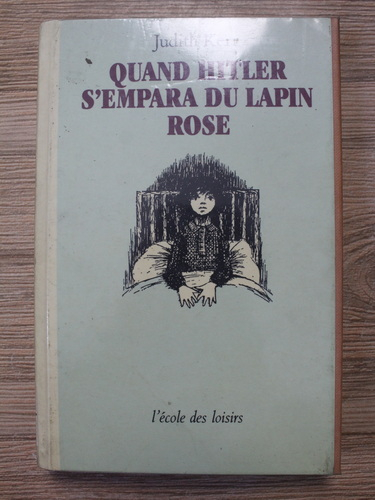 Judith Kerr
QUAND HITLER
S'EMPARA DU LAPIN
ROSE
l'école des loisirs